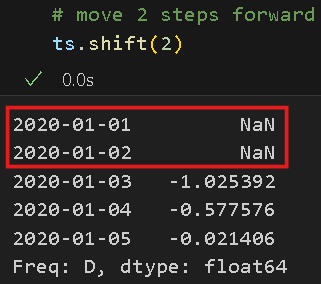 # move 2 steps forward
ts.shift(2)
✓ 0.0s
2020-01-01 NaN
2020-01-02 NaN
2020-01-03 -1.025392
2020-01-04 -0.577576
2020-01-05 -0.021406
Freq: D, dtype: float64